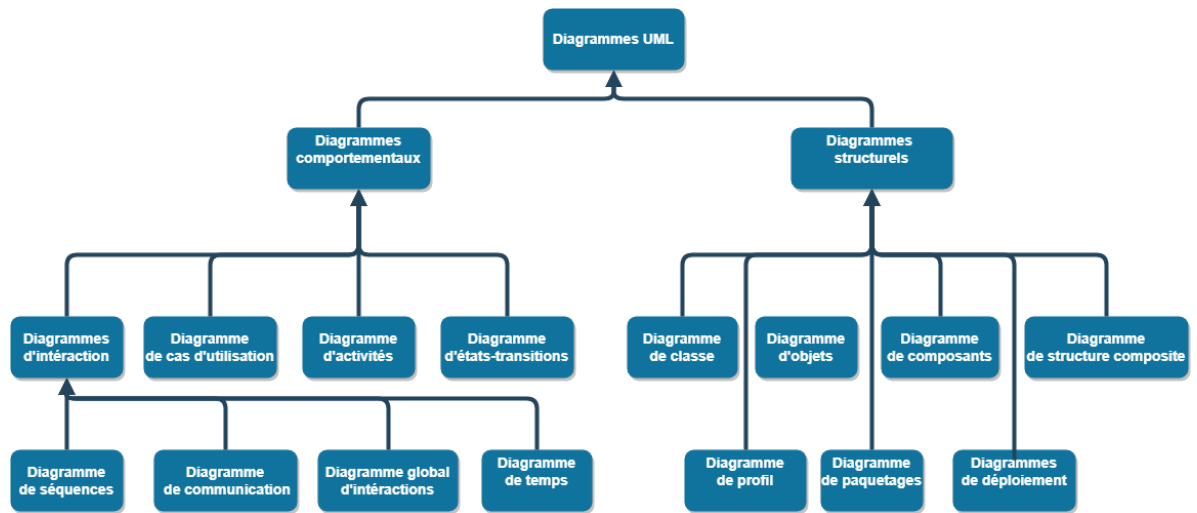 Diagrammes UML
Diagrammes
comportementaux
Diagrammes
structurels
Diagrammes
d'intéraction
Diagramme
de cas d'utilisation
Diagramme
d'activités
Diagramme
d'états-transitions
Diagramme
de classe
Diagramme
d'objets
Diagramme
de composants
Diagramme
de structure composite
Diagramme
de séquences
Diagramme
de communication
Diagramme global
d'intéractions
Diagramme
de temps
Diagramme
de profil
Diagramme
de paquetages
Diagrammes
de déploiement